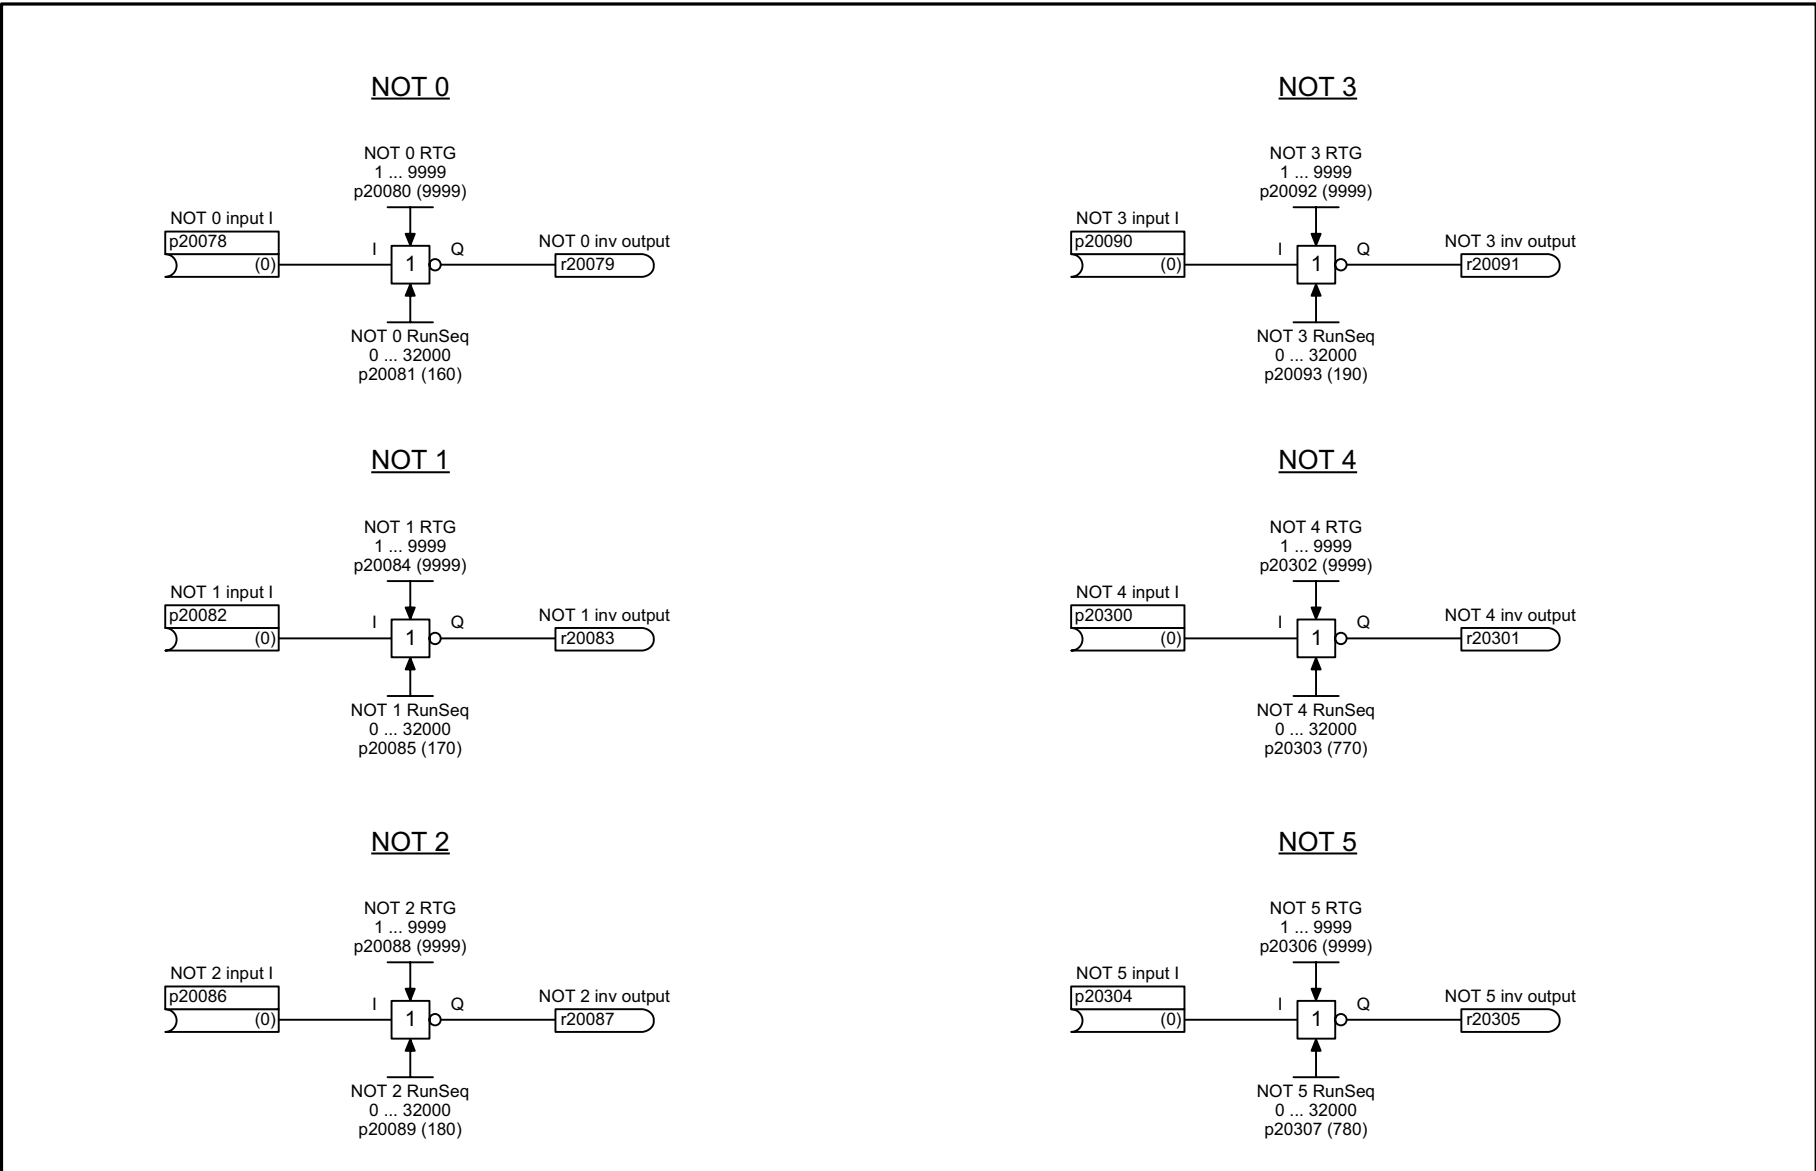 NOT 0
NOT 0 RTG
1 ... 9999
p20080 (9999)
NOT 0 input I
p20078
(0)
I
1
Q
NOT 0 inv output
r20079
NOT 0 RunSeq
0 ... 32000
p20081 (160)
NOT 1
NOT 1 RTG
1 ... 9999
p20084 (9999)
NOT 1 input I
p20082
(0)
I
1
Q
NOT 1 inv output
r20083
NOT 1 RunSeq
0 ... 32000
p20085 (170)
NOT 2
NOT 2 RTG
1 ... 9999
p20088 (9999)
NOT 2 input I
p20086
(0)
I
1
Q
NOT 2 inv output
r20087
NOT 2 RunSeq
0 ... 32000
p20089 (180)
NOT 3
NOT 3 RTG
1 ... 9999
p20092 (9999)
NOT 3 input I
p20090
(0)
I
1
Q
NOT 3 inv output
r20091
NOT 3 RunSeq
0 ... 32000
p20093 (190)
NOT 4
NOT 4 RTG
1 ... 9999
p20302 (9999)
NOT 4 input I
p20300
(0)
I
1
Q
NOT 4 inv output
r20301
NOT 4 RunSeq
0 ... 32000
p20303 (770)
NOT 5
NOT 5 RTG
1 ... 9999
p20306 (9999)
NOT 5 input I
p20304
(0)
I
1
Q
NOT 5 inv output
r20305
NOT 5 RunSeq
0 ... 32000
p20307 (780)